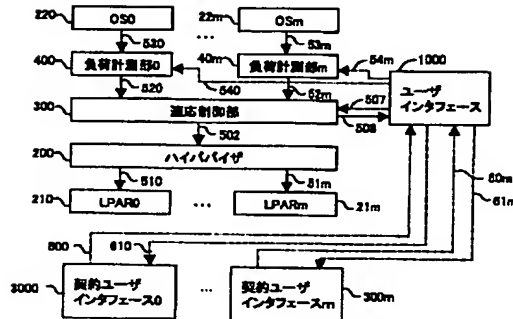 220 OS0 22m OSm
530 ... 53m
400 負荷計測部0 40m 負荷計測部m 54m 1000
520 540 52m
ユーザ
インタフェース
300 適応制御部 507
508
502
200 ハイパバイザ
510 51m 60m
61m
210 LPAR0 ... LPARm 21m
600 610
3000 契約ユーザ
インタフェース0 ... 契約ユーザ
インタフェースm 300m